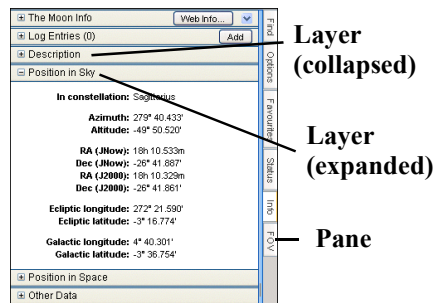 The Moon Info
Web Info...
Log Entries (0)
Add
Description
Position in Sky
In constellation: Sagittarius
Azimuth: 279° 40.433'
Altitude: -49° 50.520'
RA (JNow): 18h 10.533m
Dec (JNow): -26° 41.887'
RA (J2000): 18h 10.329m
Dec (J2000): -26° 41.861'
Ecliptic longitude: 272° 21.590'
Ecliptic latitude: -3° 16.774'
Galactic longitude: 4° 40.301'
Galactic latitude: -3° 36.754'
Position in Space
Other Data
Find
Options
Favourites
Status
Info
FOV
Layer
(collapsed)
Layer
(expanded)
Pane